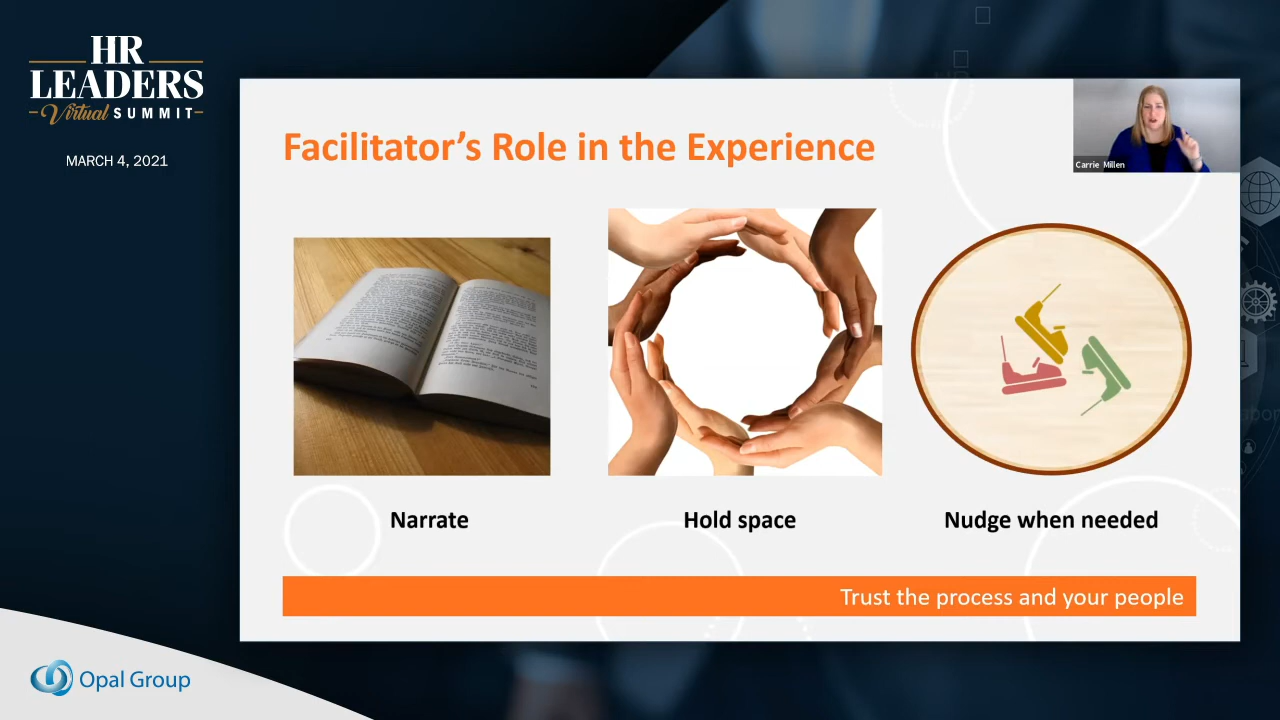 HR
LEADERS
Virtual SUMMIT
MARCH 4, 2021
Facilitator's Role in the Experience
Carrie Millen
Narrate
Hold space
Nudge when needed
Trust the process and your people
Opal Group